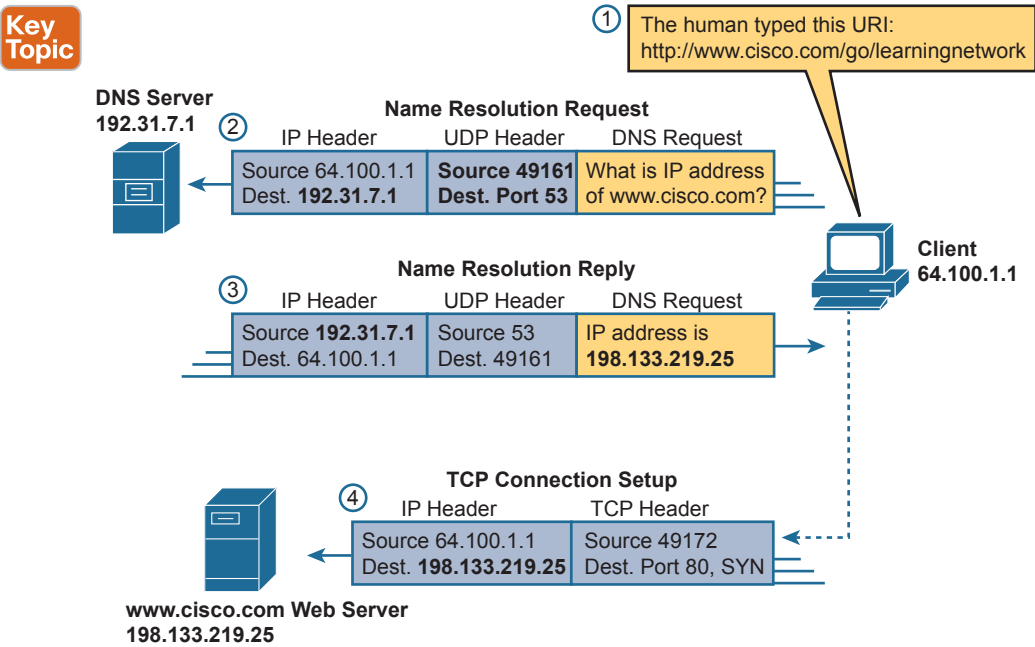 Key
Topic
1
The human typed this URI:
http://www.cisco.com/go/learningnetwork
DNS Server
192.31.7.1
Name Resolution Request
2
IP Header
UDP Header
DNS Request
Source 64.100.1.1
Dest. 192.31.7.1
Source 49161
Dest. Port 53
What is IP address
of www.cisco.com?
Client
64.100.1.1
Name Resolution Reply
3
IP Header
UDP Header
DNS Request
Source 192.31.7.1
Dest. 64.100.1.1
Source 53
Dest. 49161
IP address is
198.133.219.25
TCP Connection Setup
4
IP Header
TCP Header
Source 64.100.1.1
Dest. 198.133.219.25
Source 49172
Dest. Port 80, SYN
www.cisco.com Web Server
198.133.219.25